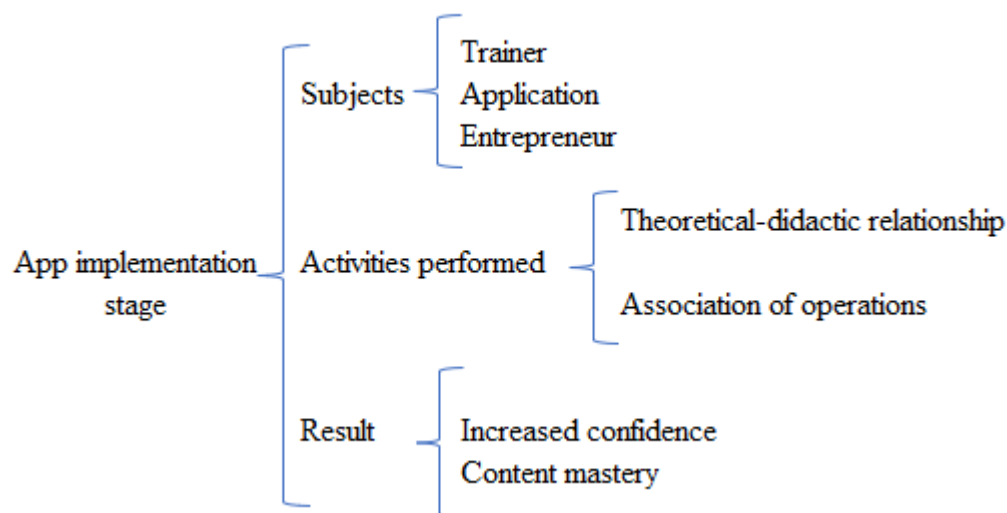 Trainer
Subjects
Application
Entrepreneur
Theoretical-didactic relationship
App implementation
stage
Activities performed
Association of operations
Result
Increased confidence
Content mastery